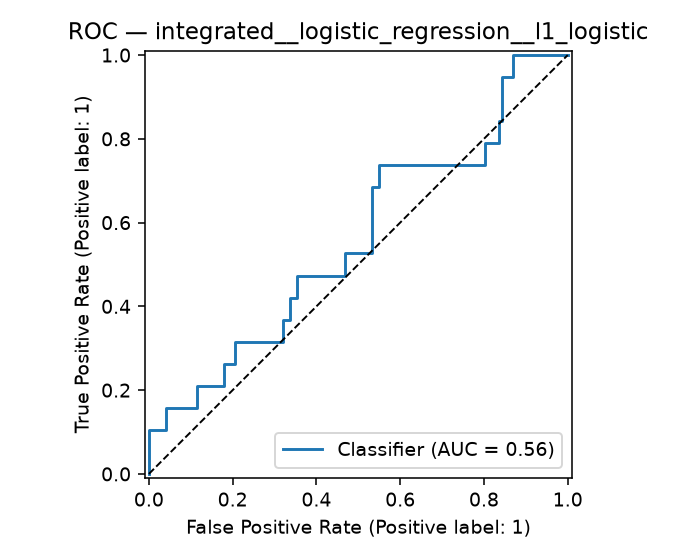 ROC — integrated__logistic_regression__l1_logistic
True Positive Rate (Positive label: 1)
1.0
0.8
0.6
0.4
0.2
0.0
Classifier (AUC = 0.56)
0.0 0.2 0.4 0.6 0.8 1.0
False Positive Rate (Positive label: 1)